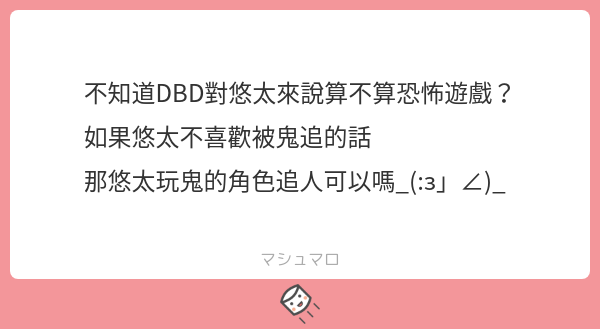 不知道DBD對悠太來說算不算恐怖遊戲？
如果悠太不喜歡被鬼追的話
那悠太玩鬼的角色追人可以嗎_(:з」∠)_
マシュマロ